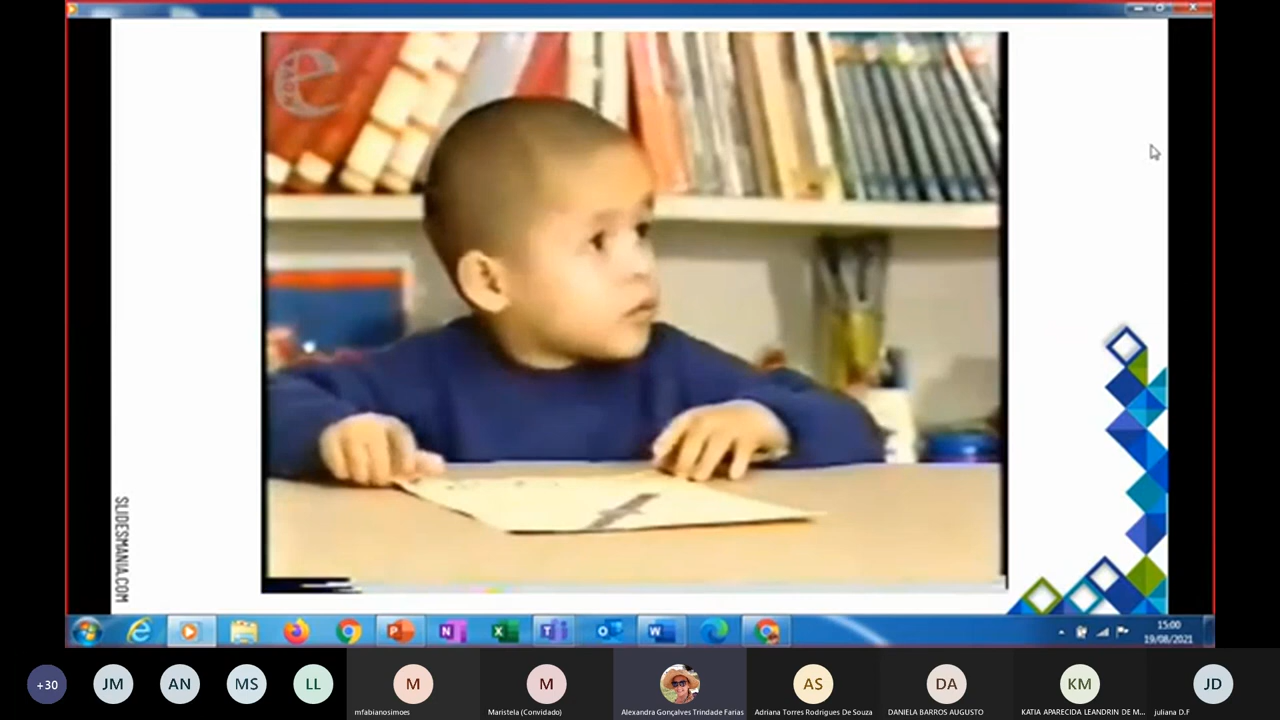 NOVA
e
SLIDESMANIA.COM
15:00
19/08/2021
+30
JM
AN
MS
LL
M
mfabianosimoes
M
Maristela (Convidado)
Alexandra Gonçalves Trindade Farias
AS
Adriana Torres Rodrigues De Souza
DA
DANIELA BARROS AUGUSTO
KM
KATIA APARECIDA LEANDRIN DE M...
JD
juliana D.F